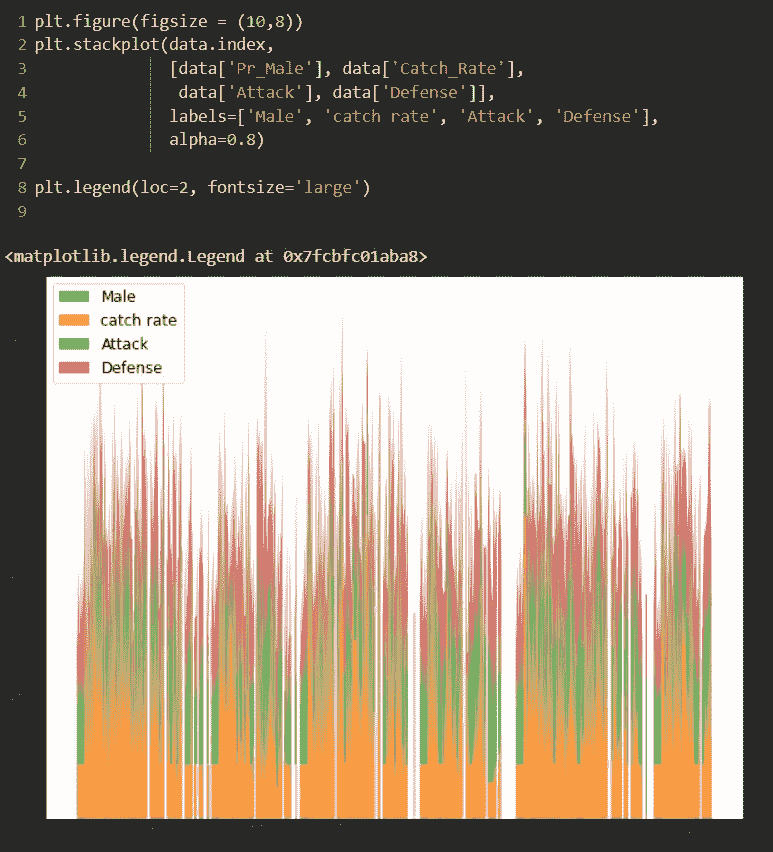 1 plt.figure(figsize = (10,8))
2 plt.stackplot(data.index,
3 [data['Pr_Male'], data['Catch_Rate'],
4 data['Attack'], data['Defense']],
5 labels=['Male', 'catch rate', 'Attack', 'Defense'],
6 alpha=0.8)
7
8 plt.legend(loc=2, fontsize='large')
9
<matplotlib.legend.Legend at 0x7fcbfc01aba8>
Male
catch rate
Attack
Defense